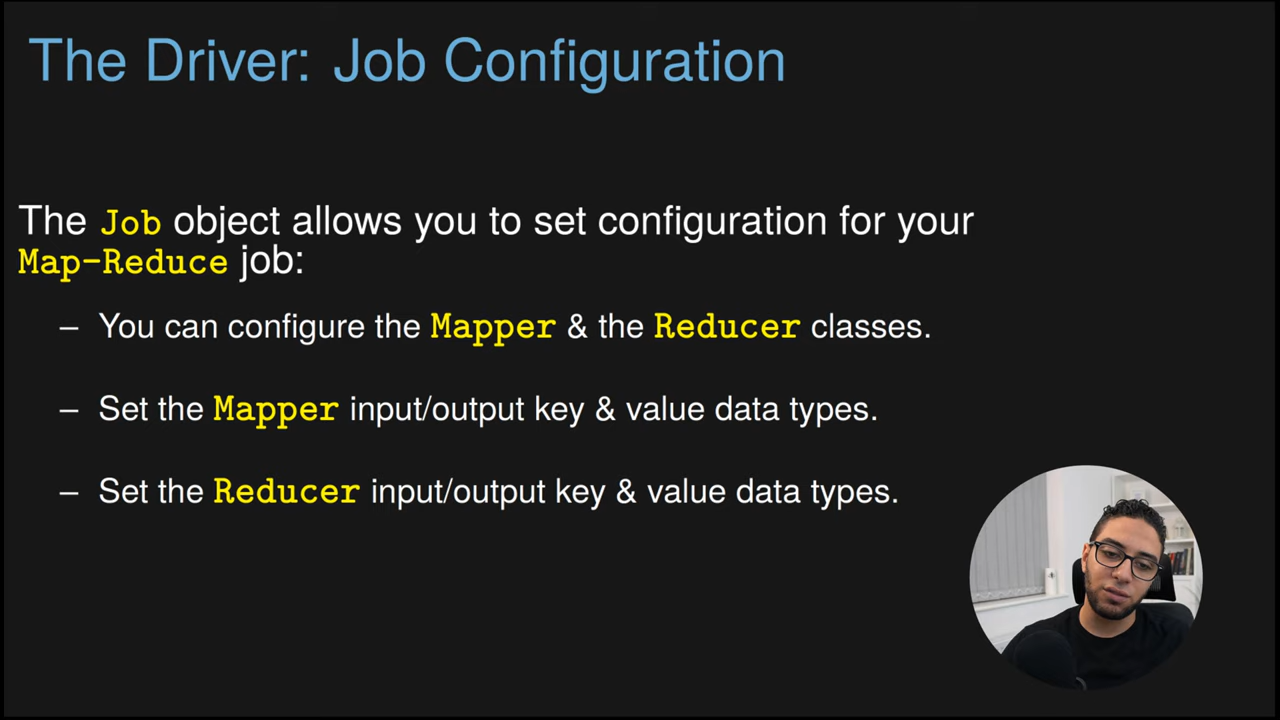 The Driver: Job Configuration
The Job object allows you to set configuration for your
Map-Reduce job:
– You can configure the Mapper & the Reducer classes.
– Set the Mapper input/output key & value data types.
– Set the Reducer input/output key & value data types.